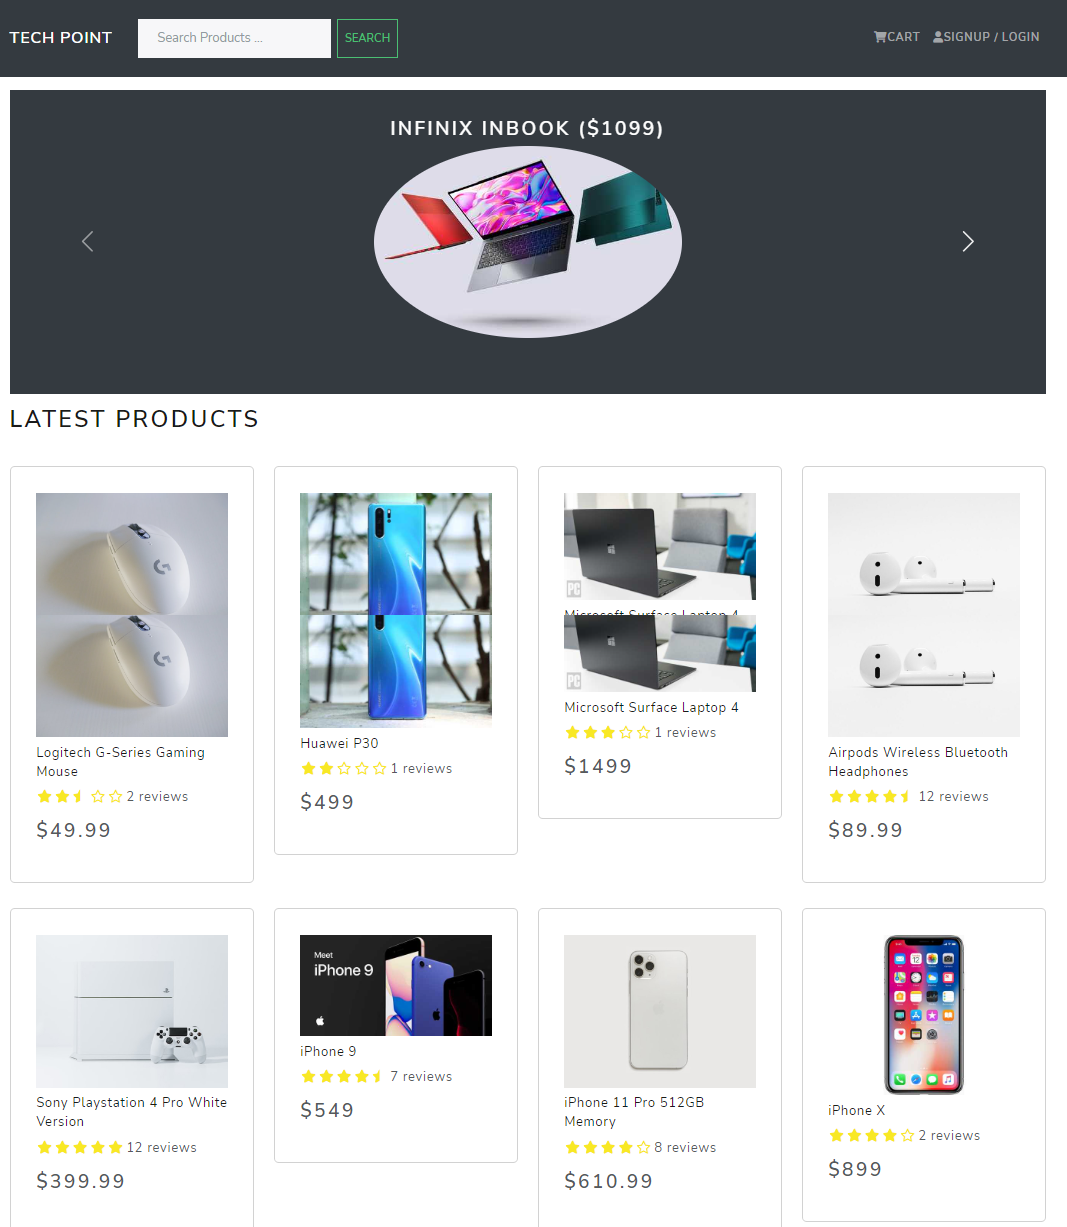 TECH POINT
Search Products ...
SEARCH
CART
SIGNUP / LOGIN
INFINIX INBOOK ($1099)
LATEST PRODUCTS
Logitech G-Series Gaming
Mouse
2 reviews
$49.99
Huawei P30
1 reviews
$499
PC
Microsoft Surface Laptop 4
PC
Microsoft Surface Laptop 4
1 reviews
$1499
Airpods Wireless Bluetooth
Headphones
12 reviews
$89.99
Sony Playstation 4 Pro White
Version
12 reviews
$399.99
Meet
iPhone 9
iPhone 9
7 reviews
$549
iPhone 11 Pro 512GB
Memory
8 reviews
$610.99
iPhone X
2 reviews
$899